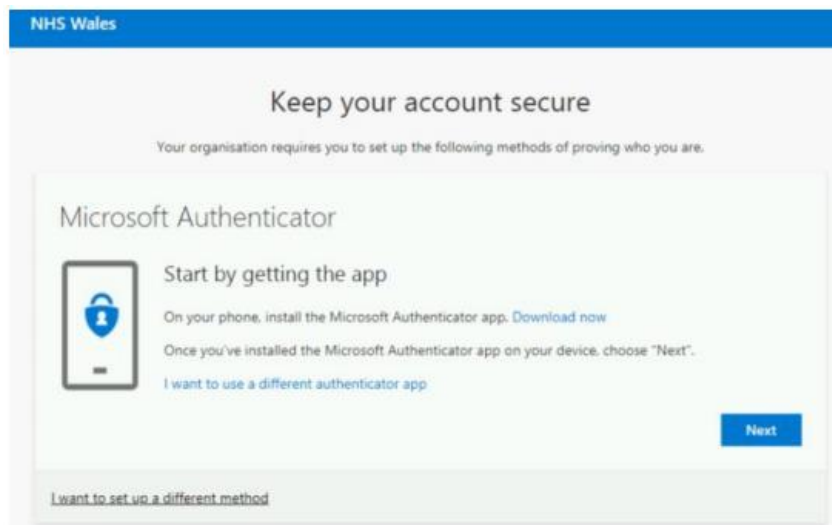 NHS Wales
Keep your account secure
Your organisation requires you to set up the following methods of proving who you are.
Microsoft Authenticator
Start by getting the app
On your phone, install the Microsoft Authenticator app. Download now
Once you've installed the Microsoft Authenticator app on your device, choose "Next".
I want to use a different authenticator app
Next
I want to set up a different method